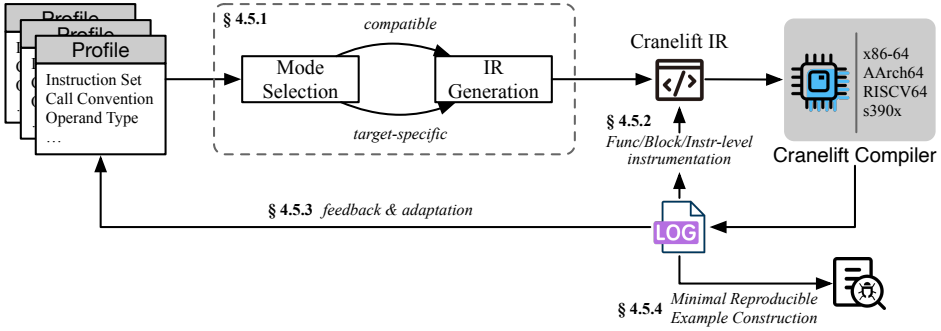 Profile
Profile
Profile
Instruction Set
Call Convention
Operand Type
...
§ 4.5.1
compatible
Mode
Selection
IR
Generation
target-specific
Cranelift IR
§ 4.5.2
Func/Block/Instr-level
instrumentation
x86-64
AArch64
RISCV64
s390x
Cranelift Compiler
§ 4.5.3 feedback & adaptation
LOG
§ 4.5.4
Minimal Reproducible
Example Construction